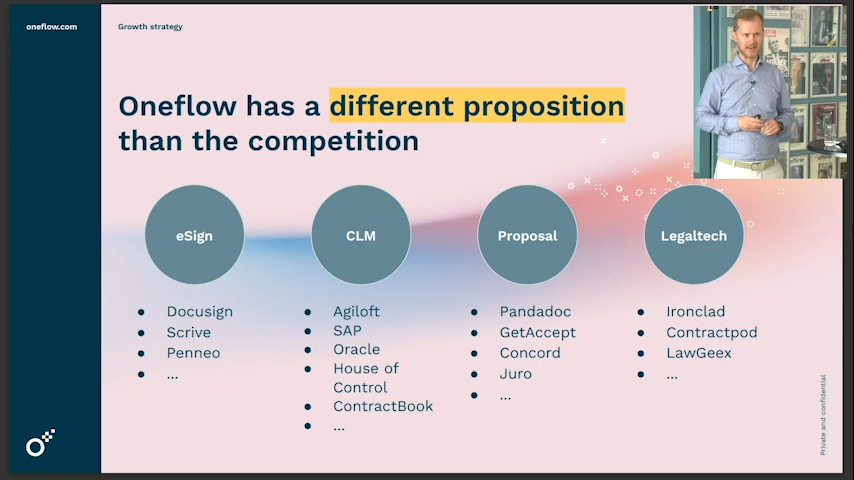 oneflow.com
Growth strategy
Oneflow has a different proposition
than the competition
eSign
CLM
Proposal
Legaltech
Docusign
Scrive
Penneo
...
Agiloft
SAP
Oracle
House of
Control
ContractBook
...
Pandadoc
GetAccept
Concord
Juro
...
Ironclad
Contractpod
LawGeex
...
Private and confidential